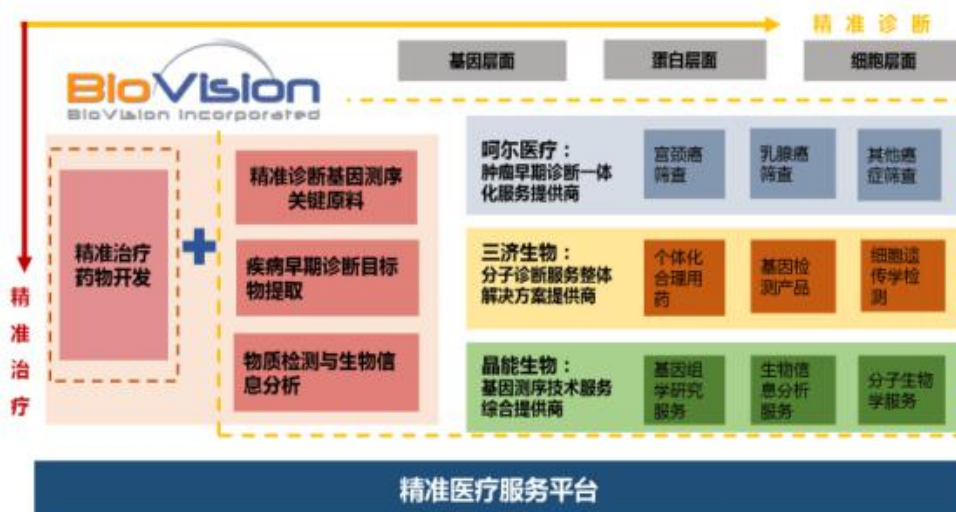 精准诊断
基因层面
蛋白层面
细胞层面
BioVision
BioVision Incorporated
精准治疗
精准治疗
药物开发
精准诊断基因测序
关键原料
疾病早期诊断目标
物提取
物质检测与生物信
息分析
呵尔医疗：
肿瘤早期诊断一体
化服务提供商
宫颈癌
筛查
乳腺癌
筛查
其他癌
症筛查
三济生物：
分子诊断服务整体
解决方案提供商
个体化
合理用
药
基因检
测产品
细胞遗
传学检
测
晶能生物：
基因测序技术服务
综合提供商
基因组
学研究
服务
生物信
息分析
服务
分子生物
学服务
精准医疗服务平台